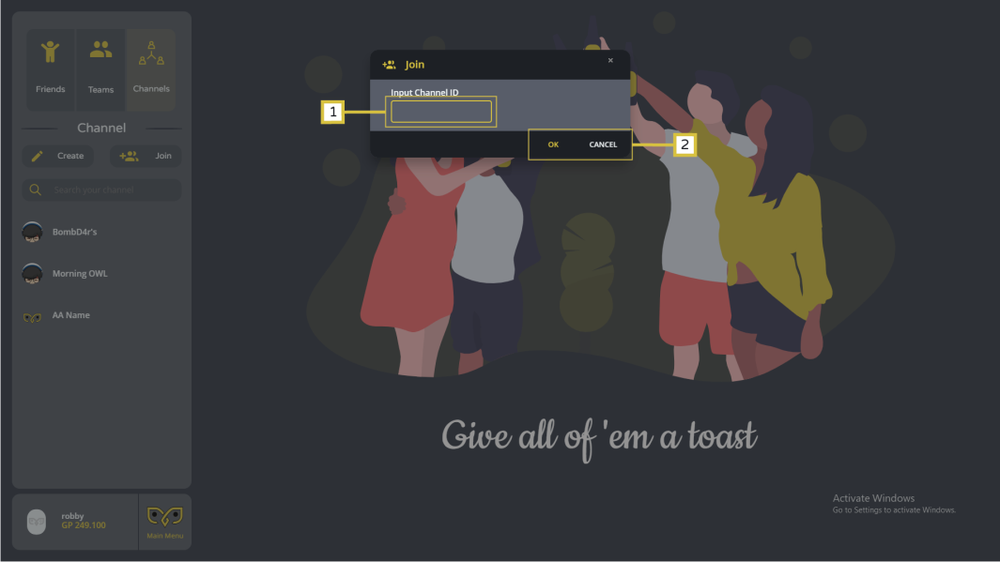 Friends
Teams
Channels
Channel
Create
Join
Search your channel
BombD4r's
Morning OWL
AA Name
robby
GP 249.100
Main Menu
Join
×
Input Channel ID
1
OK
CANCEL
2
Give all of 'em a toast
Activate Windows
Go to Settings to activate Windows.